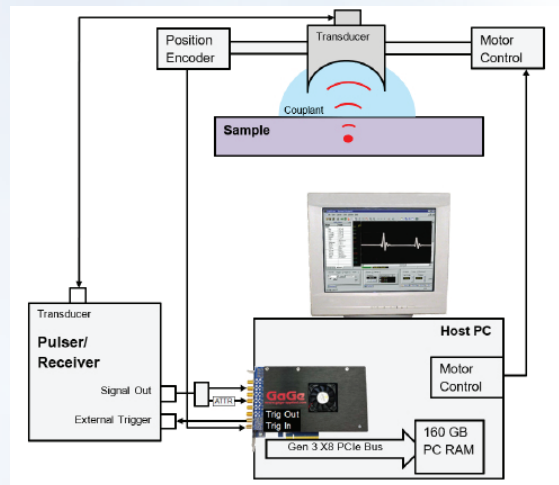 Position
Encoder
Transducer
Motor
Control
Couplant
Sample
Transducer
Pulser/
Receiver
Signal Out
External Trigger
ATTN
GaGe
Trig Out
Trig In
Host PC
Motor
Control
Gen 3 X8 PCIe Bus
160 GB
PC RAM